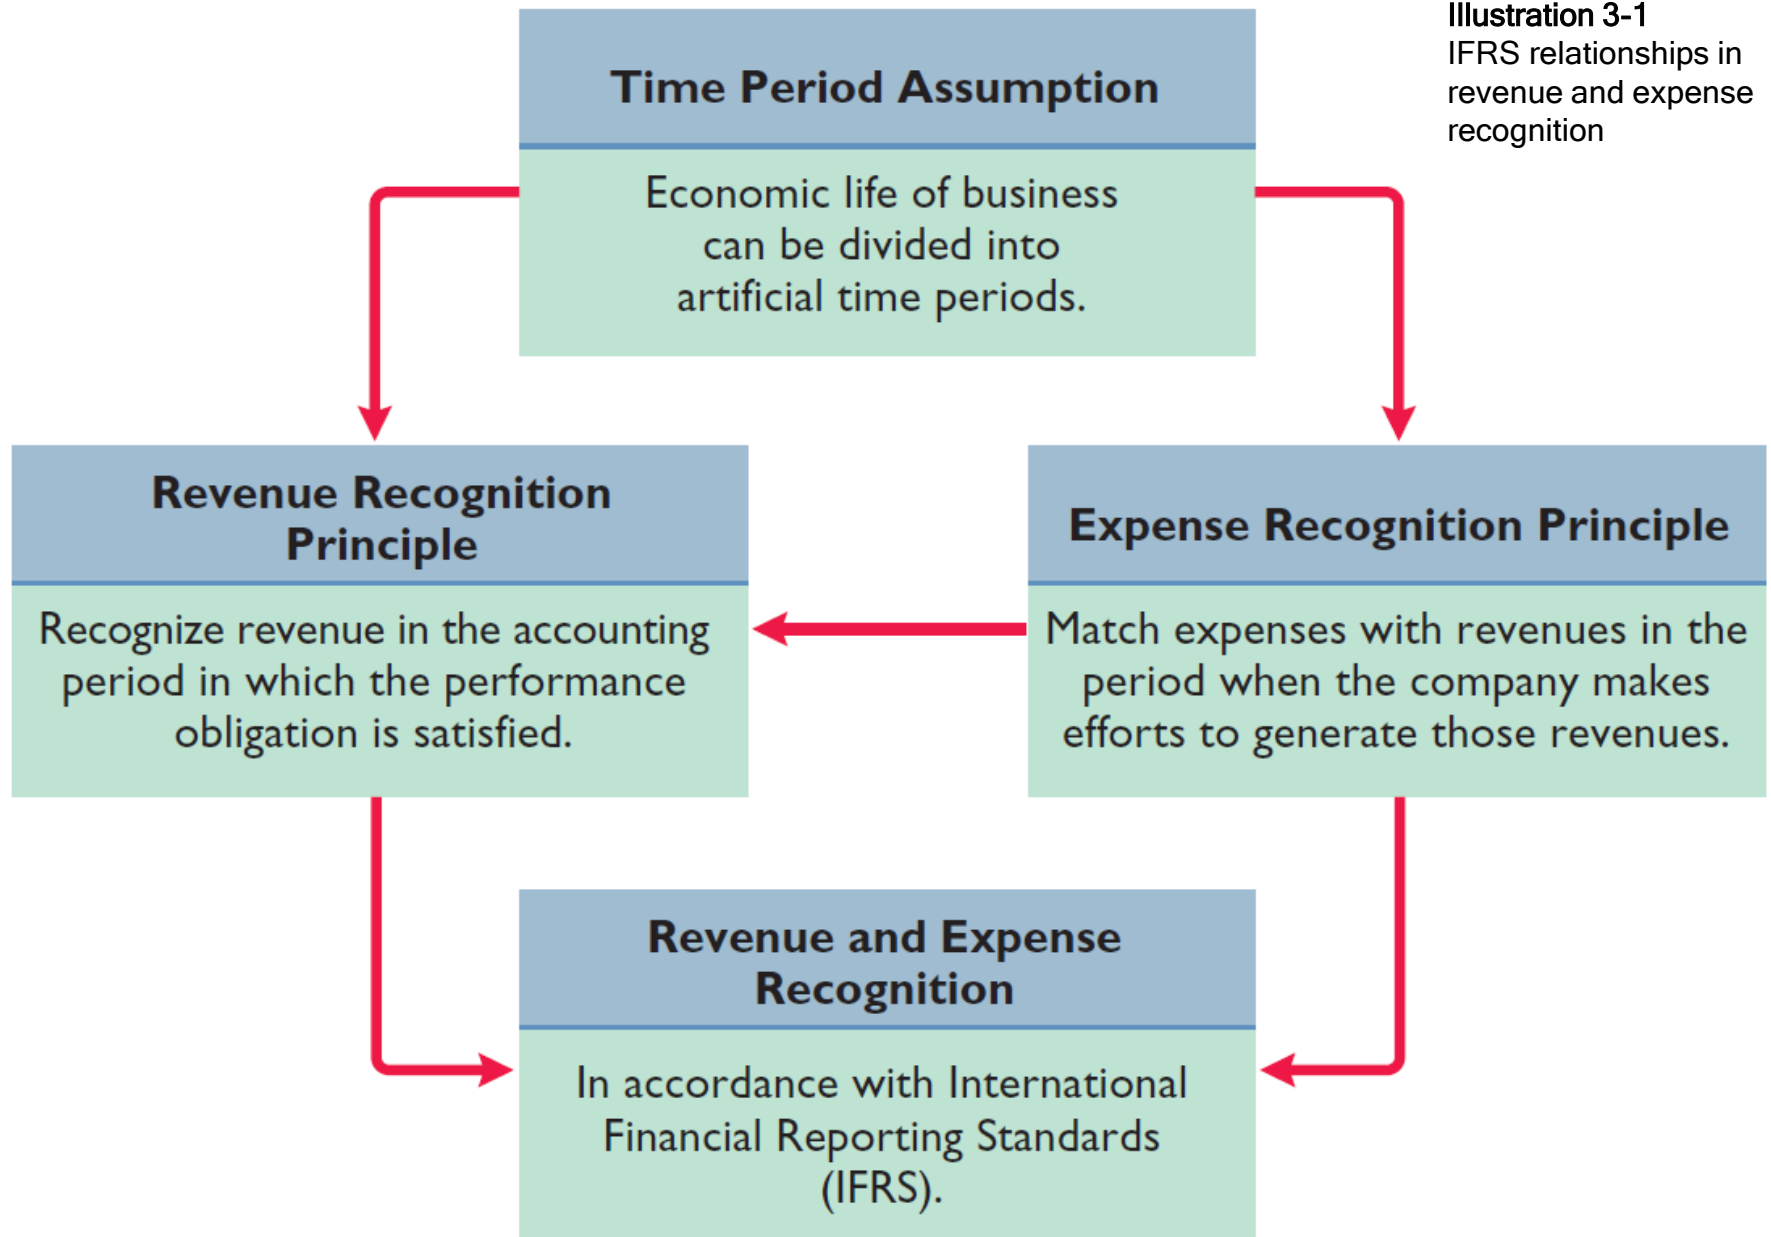 Illustration 3-1
IFRS relationships in
revenue and expense
recognition
Time Period Assumption
Economic life of business
can be divided into
artificial time periods.
Revenue Recognition
Principle
Recognize revenue in the accounting
period in which the performance
obligation is satisfied.
Expense Recognition Principle
Match expenses with revenues in the
period when the company makes
efforts to generate those revenues.
Revenue and Expense
Recognition
In accordance with International
Financial Reporting Standards
(IFRS).